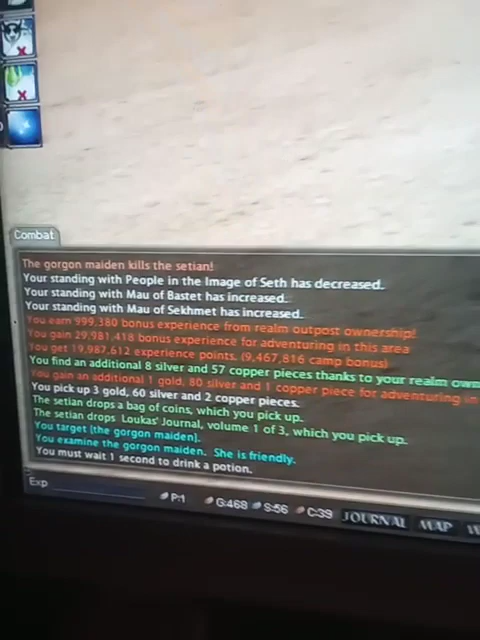 Combat
The gorgon maiden kills the setian!
Your standing with People in the Image of Seth has decreased.
Your standing with Mau of Bastet has increased.
Your standing with Mau of Sekhmet has increased.
You earn 999,380 bonus experience from realm outpost ownership!
You gain 29,981,418 bonus experience for adventuring in this area
You get 19,987,612 experience points. (9,467,816 camp bonus)
You find an additional 8 silver and 57 copper pieces thanks to your realm own
You gain an additional 1 gold, 80 silver and 1 copper piece for adventuring in
You pick up 3 gold, 60 silver and 2 copper pieces.
The setian drops a bag of coins, which you pick up.
The setian drops Loukas' Journal, volume 1 of 3, which you pick up.
You target [the gorgon maiden].
You examine the gorgon maiden. She is friendly.
You must wait 1 second to drink a potion.
Exp P:1 G:468 S:56 C:39 JOURNAL MAP